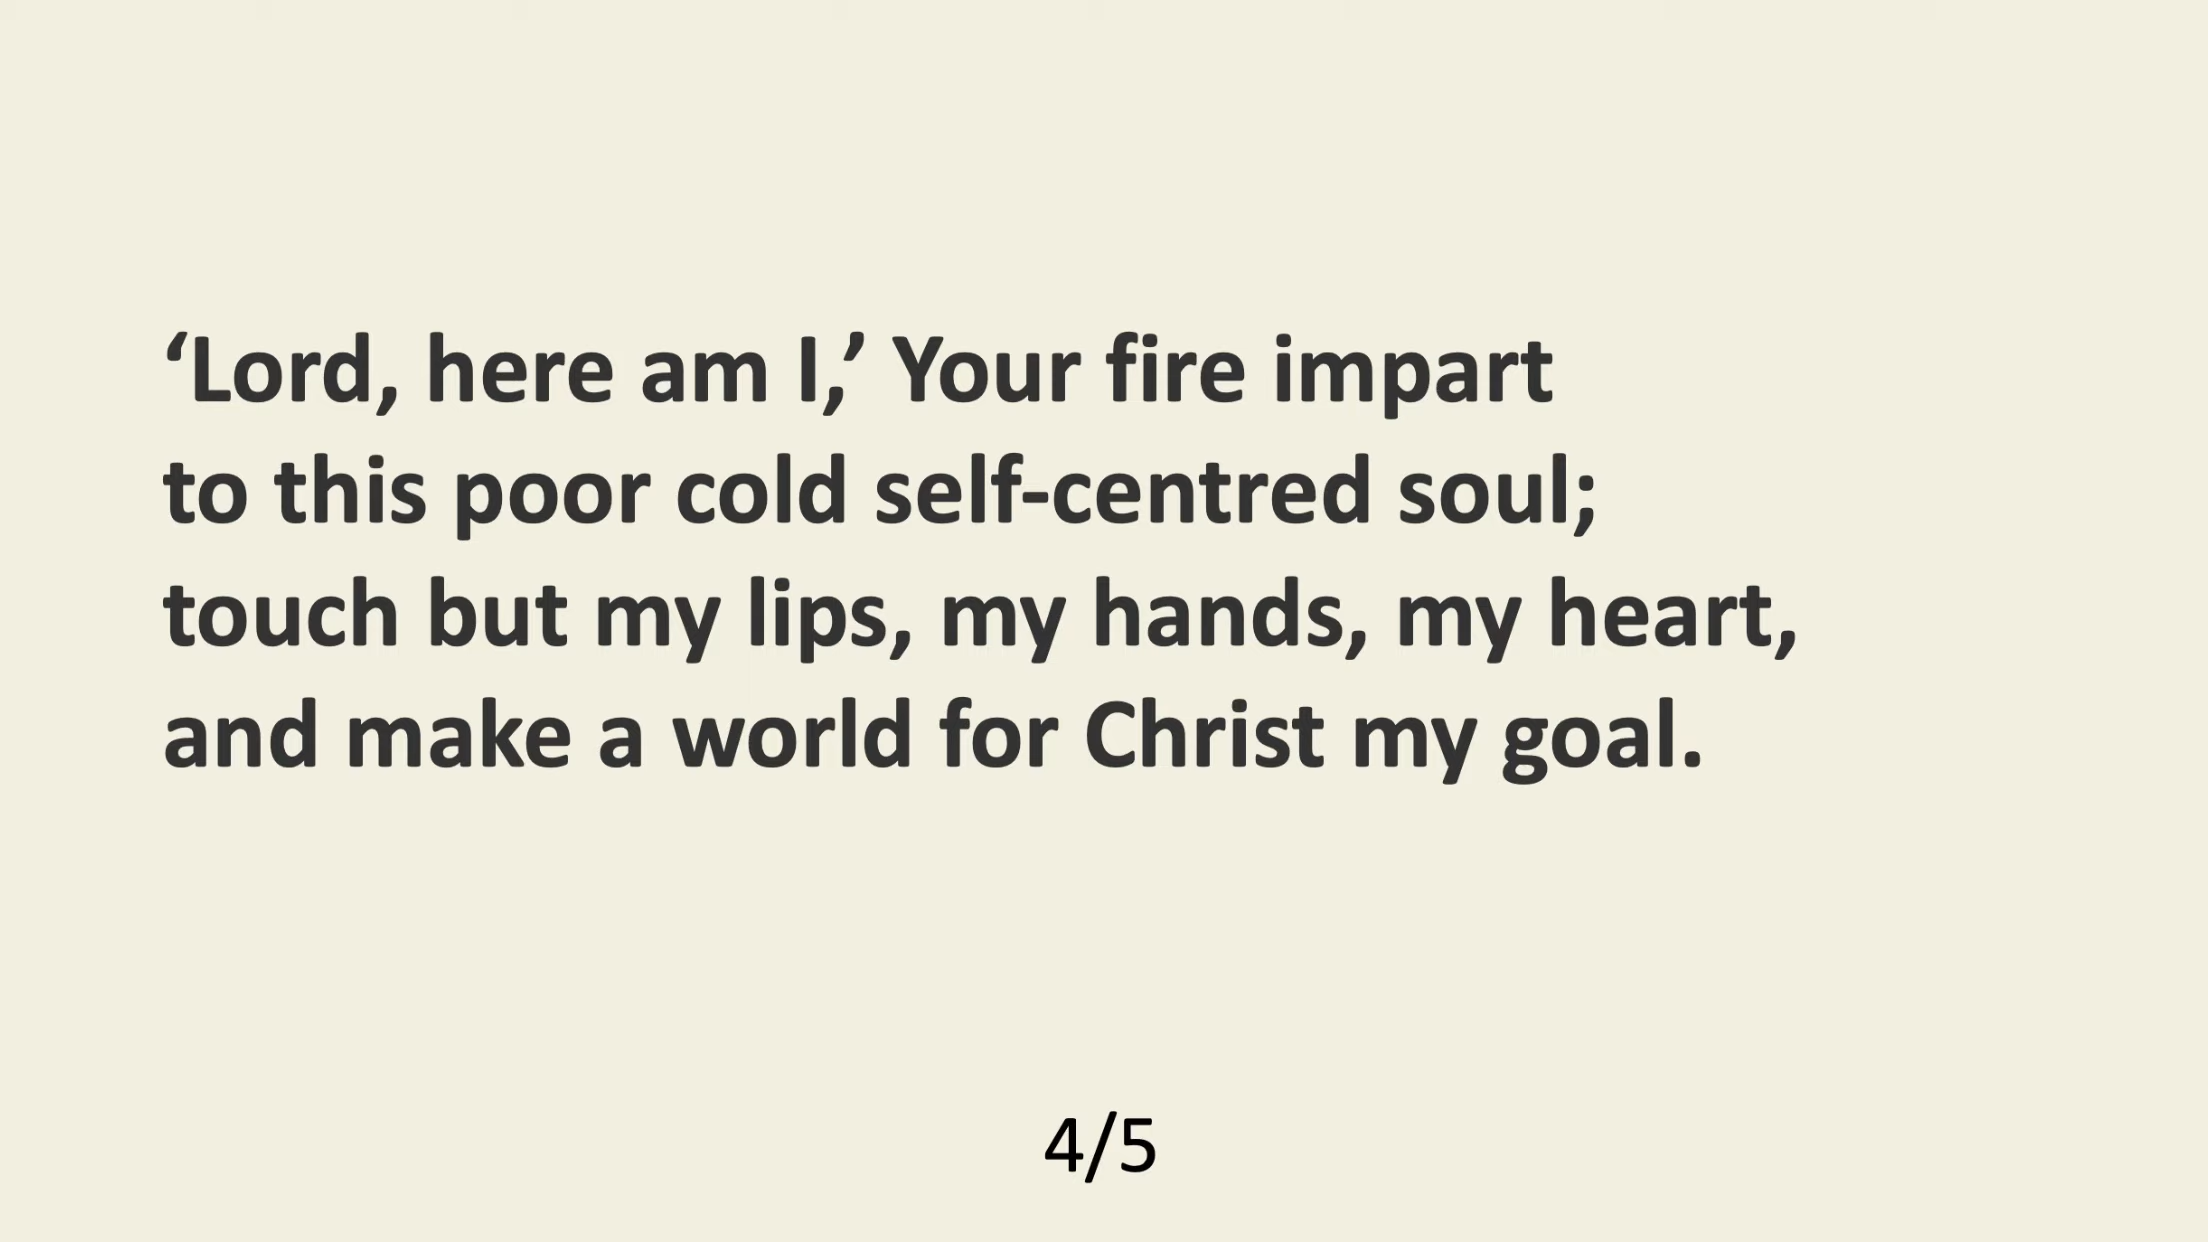 ‘Lord, here am I,’ Your fire impart
to this poor cold self-centred soul;
touch but my lips, my hands, my heart,
and make a world for Christ my goal.
4/5